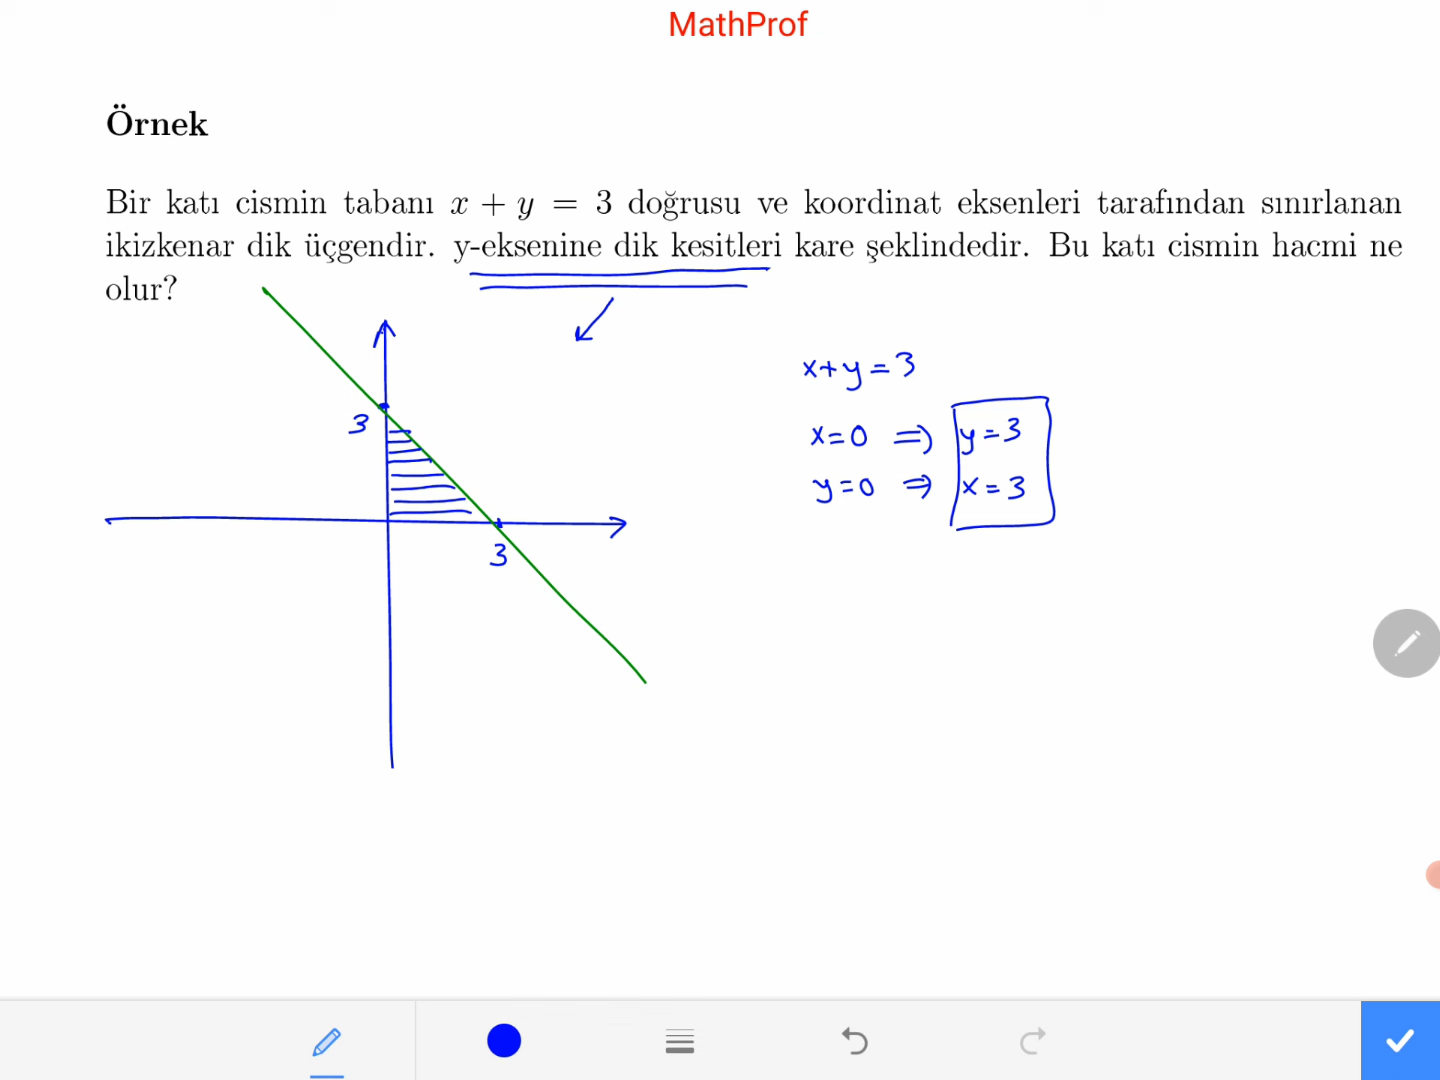 MathProf
Örnek
Bir katı cismin tabanı x + y = 3 doğrusu ve koordinat eksenleri tarafından sınırlanan
ikizkenar dik üçgendir. y-eksenine dik kesitleri kare şeklindedir. Bu katı cismin hacmi ne
olur?
x+y=3
3
x=0 ⇒ y=3
y=0 ⇒ x=3
3